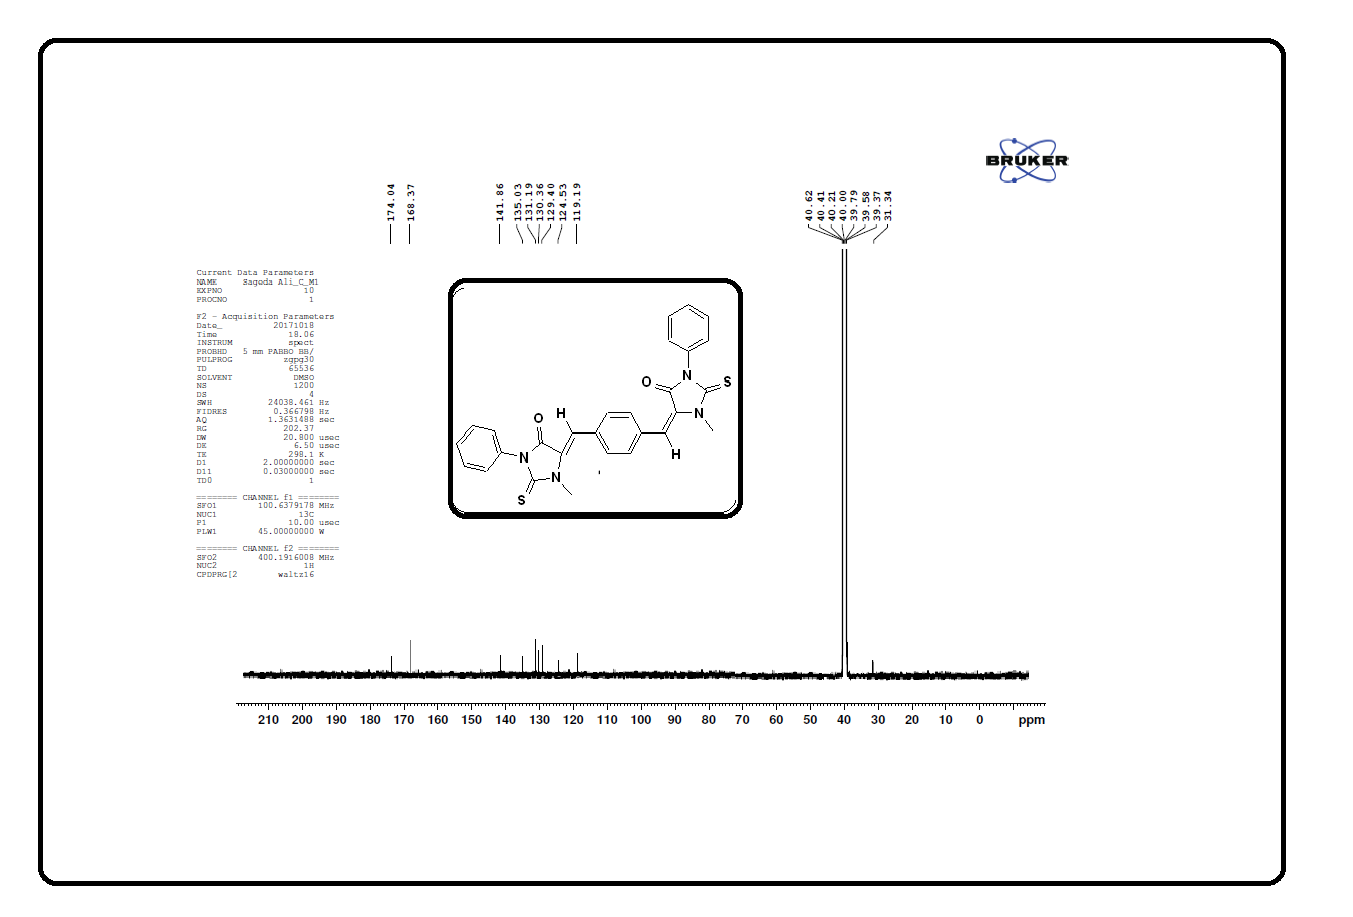 BRUKER
174.04
168.37
141.86
135.03
131.19
130.36
129.40
124.53
119.19
40.62
40.41
40.21
40.00
39.79
39.58
39.37
31.34
Current Data Parameters
NAME Sageda Ali_C_M1
EXPNO 10
PROCNO 1
F2 - Acquisition Parameters
Date_ 20171018
Time 18.06
INSTRUM spect
PROBHD 5 mm PABBO BB/
PULPROG zgpg30
TD 65536
SOLVENT DMSO
NS 1200
DS 4
SWH 24038.461 Hz
FIDRES 0.366798 Hz
AQ 1.3631488 sec
RG 202.37
DW 20.800 usec
DE 6.50 usec
TE 298.1 K
D1 2.00000000 sec
D11 0.03000000 sec
TD0 1
======== CHANNEL f1 ========
SFO1 100.6379178 MHz
NUC1 13C
P1 10.00 usec
PLW1 45.00000000 W
======== CHANNEL f2 ========
SFO2 400.1916008 MHz
NUC2 1H
CPDPRG[2 waltz16
N
O
S
N
H
O
H
N
N
S
210 200 190 180 170 160 150 140 130 120 110 100 90 80 70 60 50 40 30 20 10 0 ppm